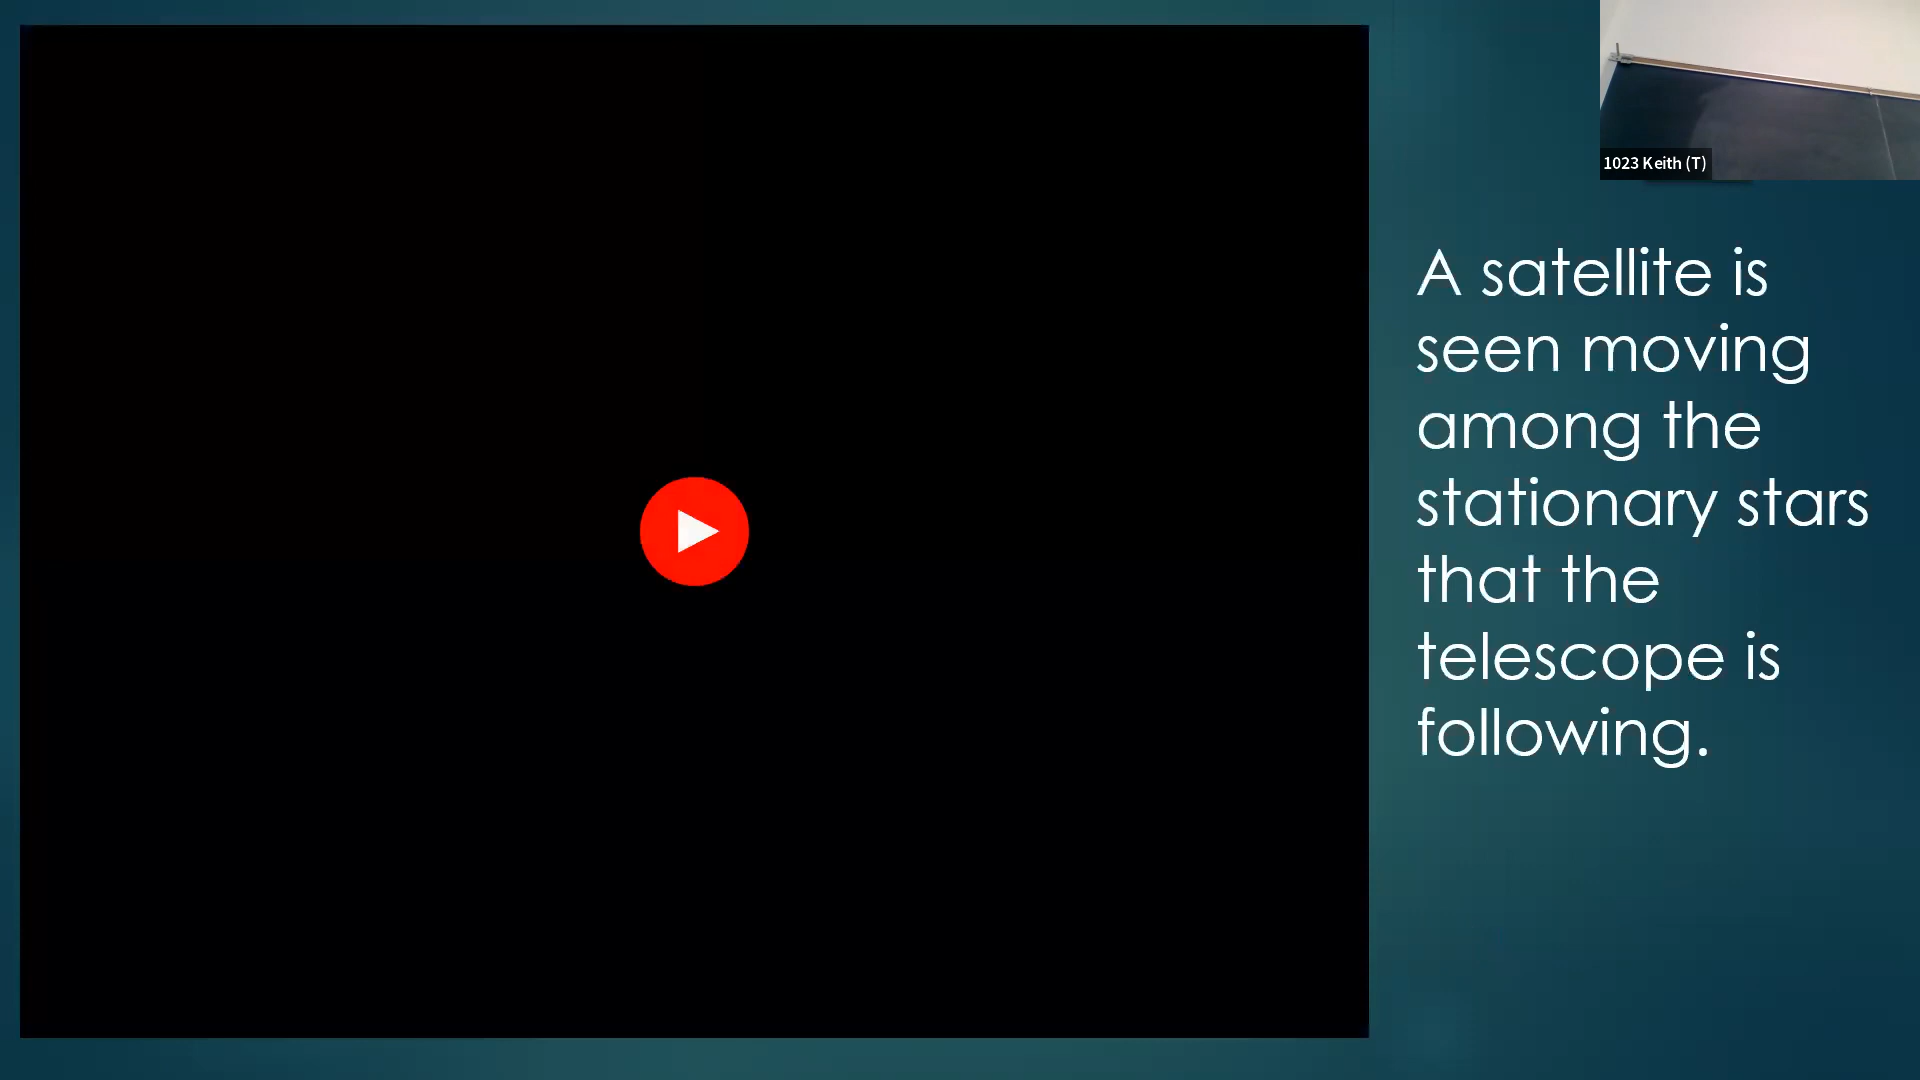 1023 Keith (T)
A satellite is
seen moving
among the
stationary stars
that the
telescope is
following.